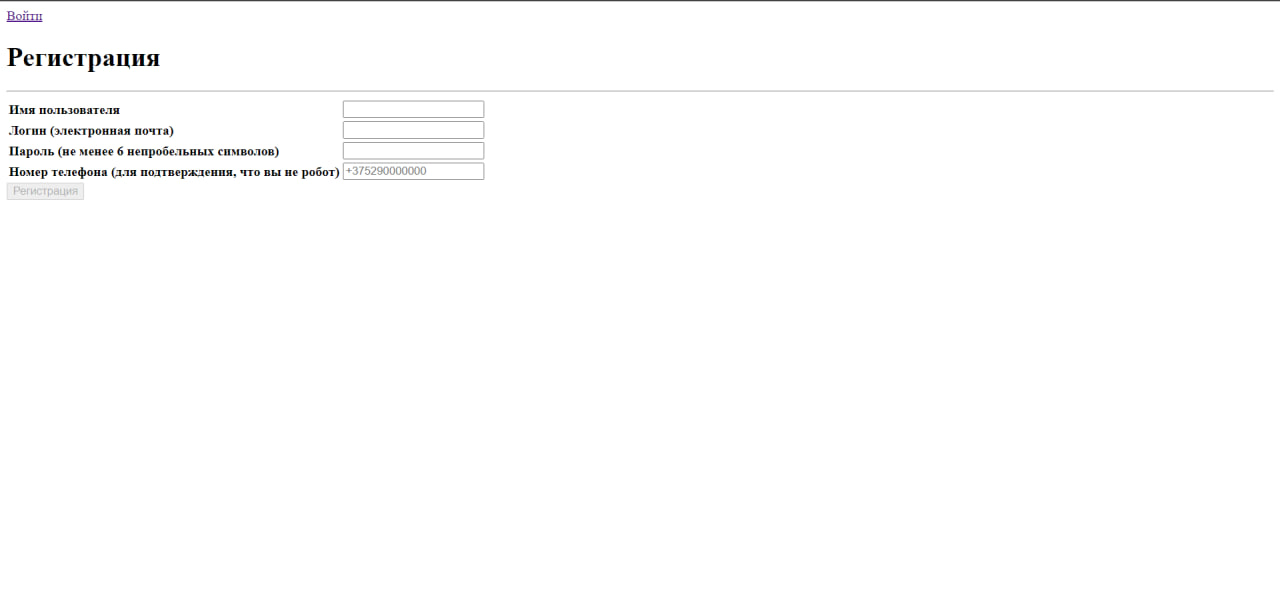 Войти
Регистрация
Имя пользователя
Логин (электронная почта)
Пароль (не менее 6 непробельных символов)
Номер телефона (для подтверждения, что вы не робот) +375290000000
Регистрация